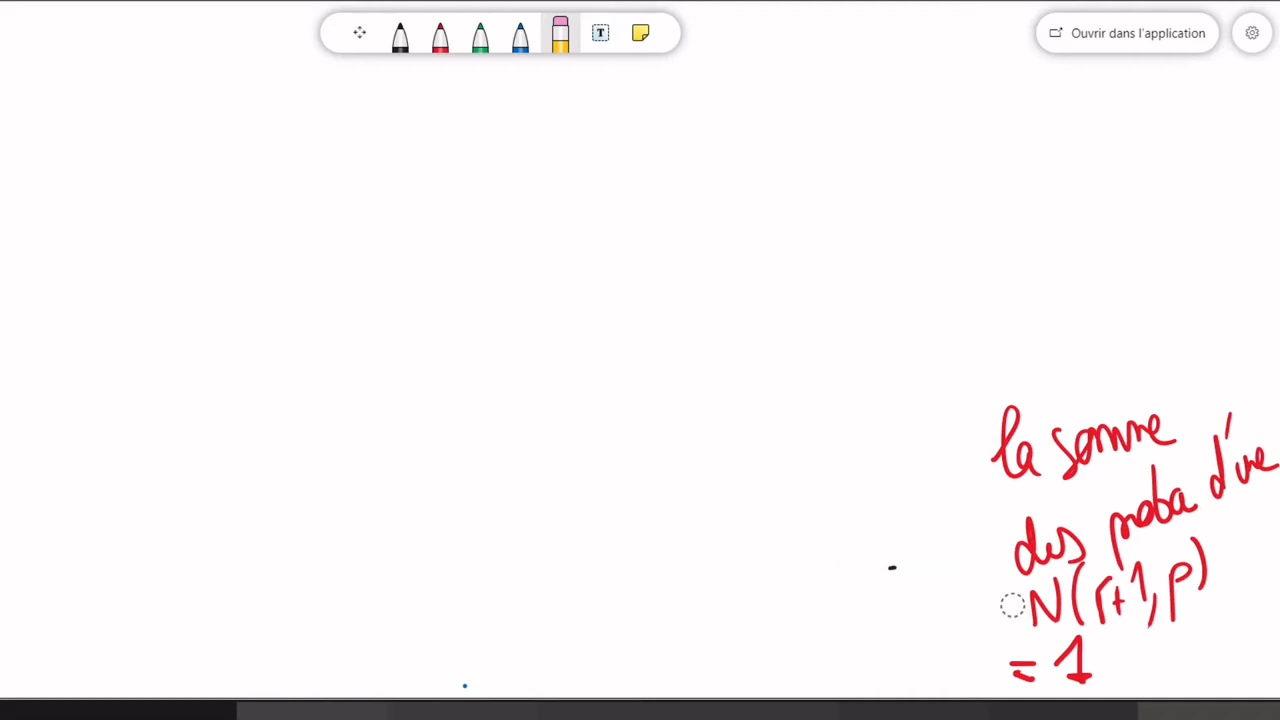 Ouvrir dans l'application
la somme
des proba d'une
N(r+1, p)
= 1